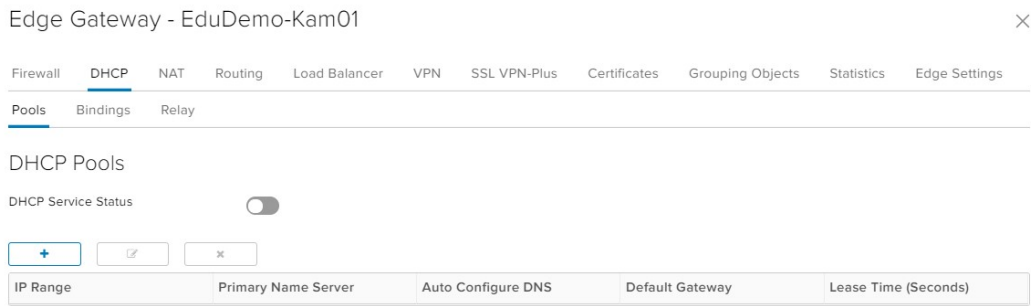 Edge Gateway - EduDemo-Kam01
Firewall DHCP NAT Routing Load Balancer VPN SSL VPN-Plus Certificates Grouping Objects Statistics Edge Settings
Pools Bindings Relay
DHCP Pools
DHCP Service Status
IP Range Primary Name Server Auto Configure DNS Default Gateway Lease Time (Seconds)